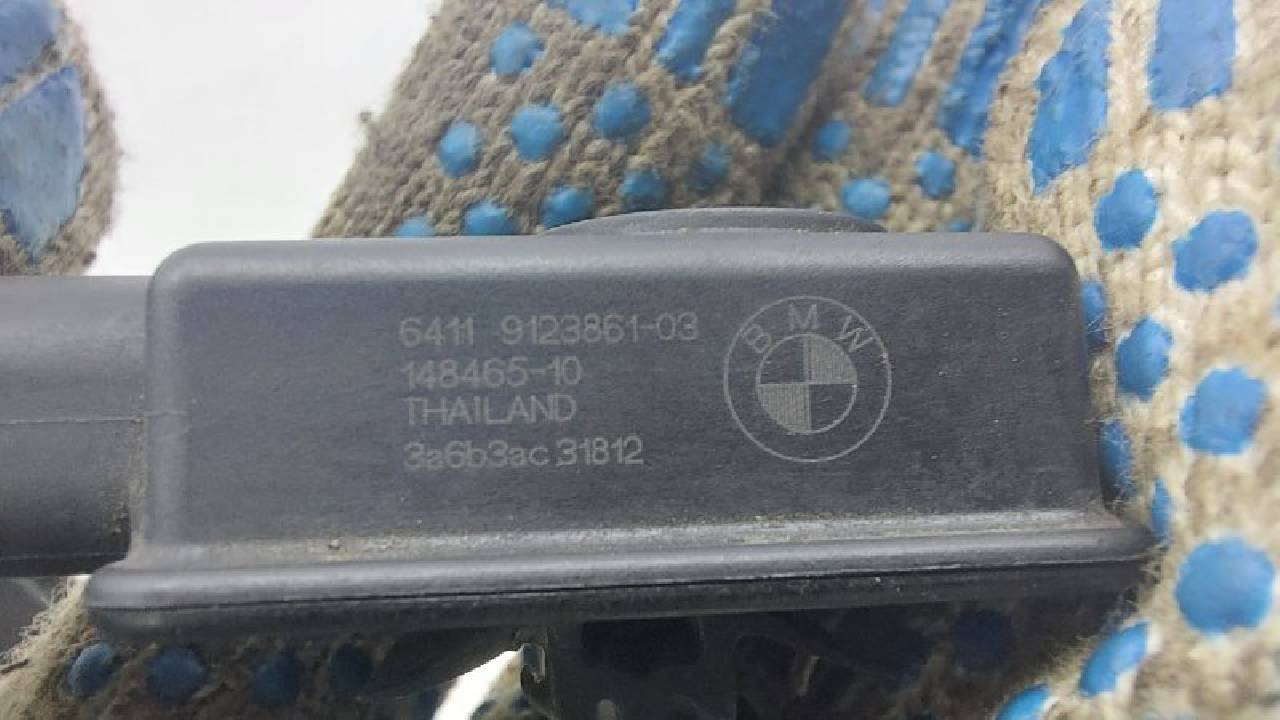 6411 9123861-03
148465-10
THAILAND
3a6b3ac 31812
BMW